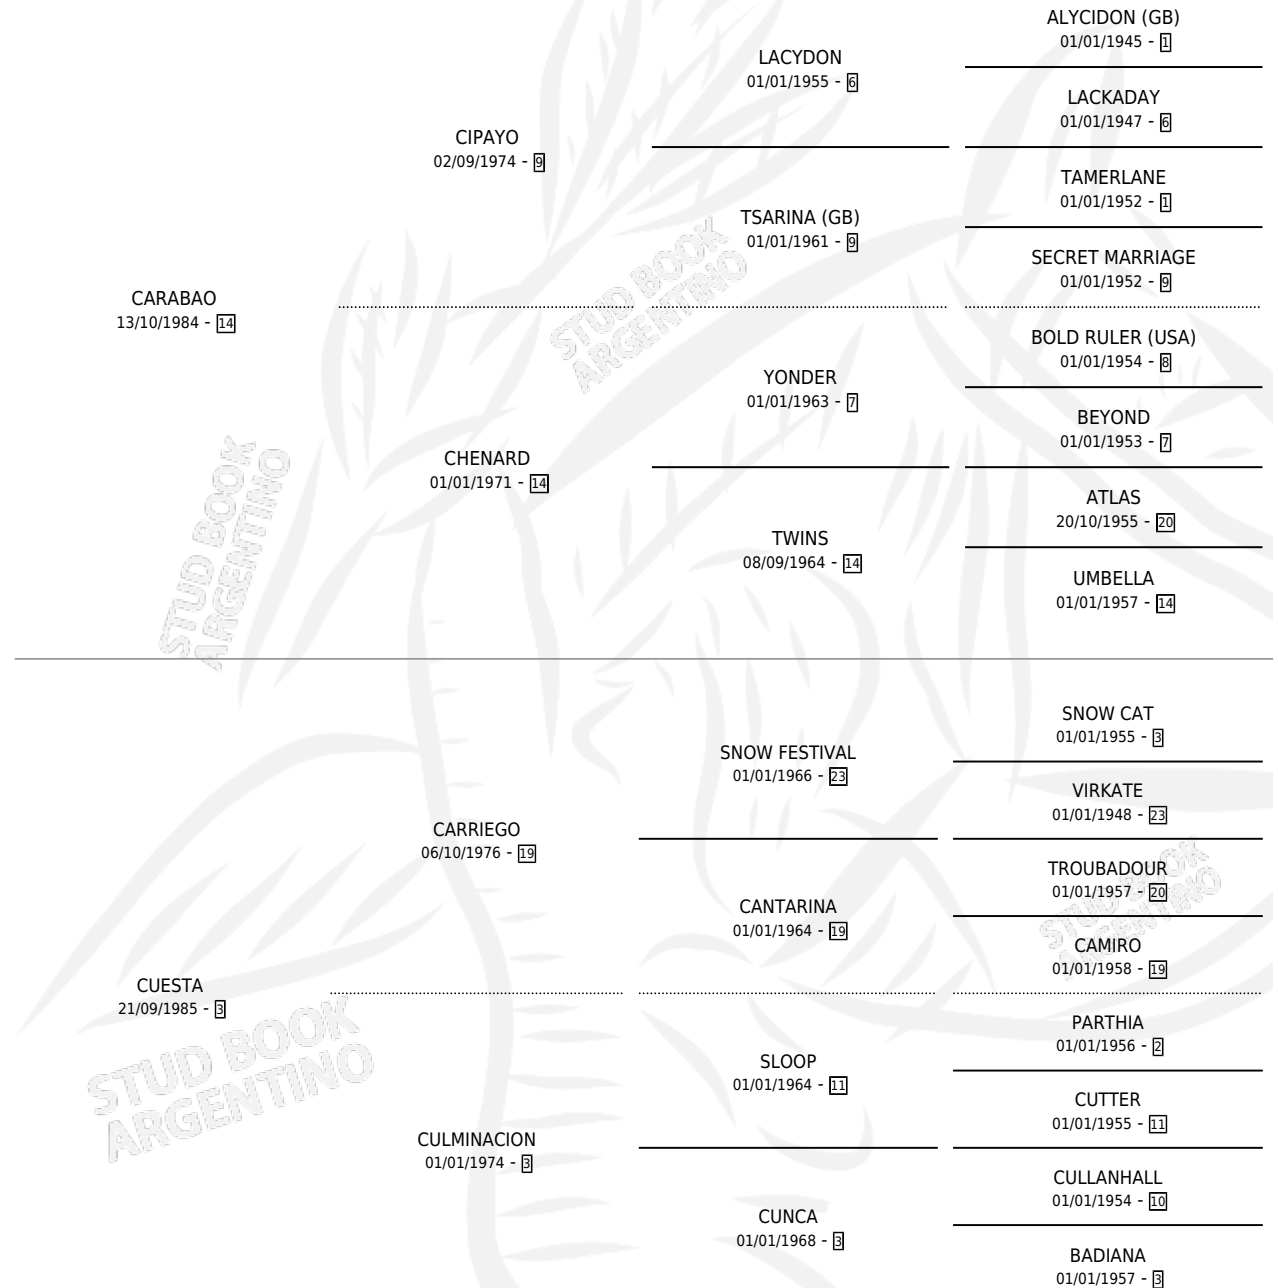 ALYCIDON (GB)
01/01/1945 - 1
LACYDON
01/01/1955 - 6
LACKADAY
01/01/1947 - 6
CIPAYO
02/09/1974 - 9
TAMERLANE
01/01/1952 - 1
TSARINA (GB)
01/01/1961 - 9
SECRET MARRIAGE
01/01/1952 - 9
CARABAO
13/10/1984 - 14
BOLD RULER (USA)
01/01/1954 - 8
YONDER
01/01/1963 - 7
BEYOND
01/01/1953 - 7
CHENARD
01/01/1971 - 14
ATLAS
20/10/1955 - 20
TWINS
08/09/1964 - 14
UMBELLA
01/01/1957 - 14
STUD BOOK
ARGENTINO
STUD BOOK
ARGENTINO
SNOW CAT
01/01/1955 - 3
SNOW FESTIVAL
01/01/1966 - 23
VIRKATE
01/01/1948 - 23
CARRIEGO
06/10/1976 - 19
TROUBADOUR
01/01/1957 - 20
CANTARINA
01/01/1964 - 19
CAMIRO
01/01/1958 - 19
STUD BOOK
ARGENTINO
CUESTA
21/09/1985 - 3
PARTHIA
01/01/1956 - 2
SLOOP
01/01/1964 - 11
CUTTER
01/01/1955 - 11
CULMINACION
01/01/1974 - 3
CULLANHALL
01/01/1954 - 10
CUNCA
01/01/1968 - 3
BADIANA
01/01/1957 - 3
STUD BOOK
ARGENTINO